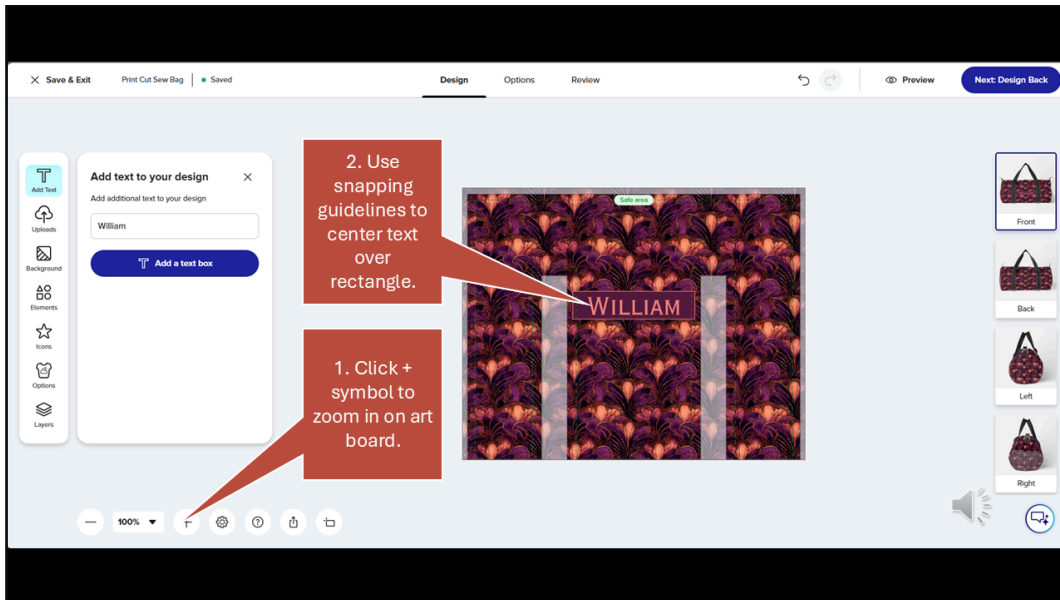 Save & Exit
Print Cut Sew Bag
Saved
Design
Options
Review
Preview
Next: Design Back
Add Text
Uploads
Background
Elements
Icons
Options
Layers
Add text to your design
Add additional text to your design
William
Add a text box
2. Use
snapping
guidelines to
center text
over
rectangle.
1. Click +
symbol to
zoom in on art
board.
Safe area
WILLIAM
Front
Back
Left
Right
100%